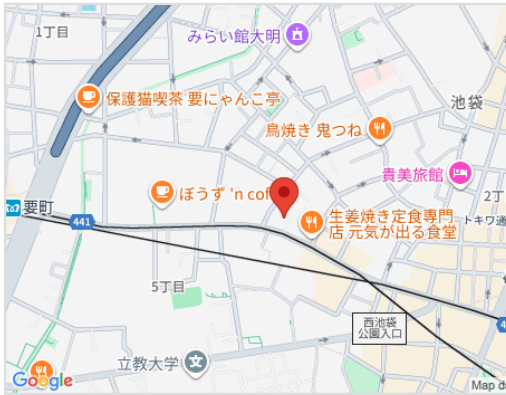 1丁目
みらい館大明
保護猫喫茶 要にゃんこ亭
池袋
鳥焼き 鬼つね
貴美旅館
2丁
ぼうず 'n cof
要町
441
生姜焼き定食専門
店 元気が出る食堂
トキワ通
5丁目
西池袋
公園入口
4
立教大学
Google
Map d